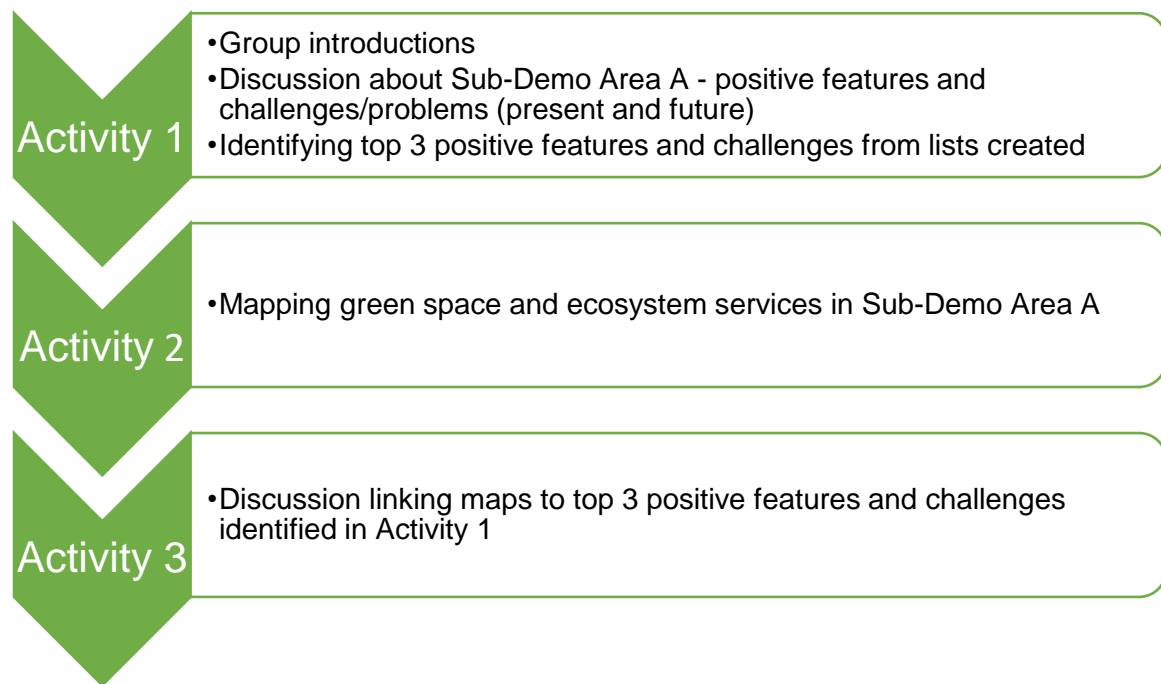 Activity 1
•Group introductions
•Discussion about Sub-Demo Area A - positive features and
challenges/problems (present and future)
•Identifying top 3 positive features and challenges from lists created
Activity 2
•Mapping green space and ecosystem services in Sub-Demo Area A
Activity 3
•Discussion linking maps to top 3 positive features and challenges
identified in Activity 1